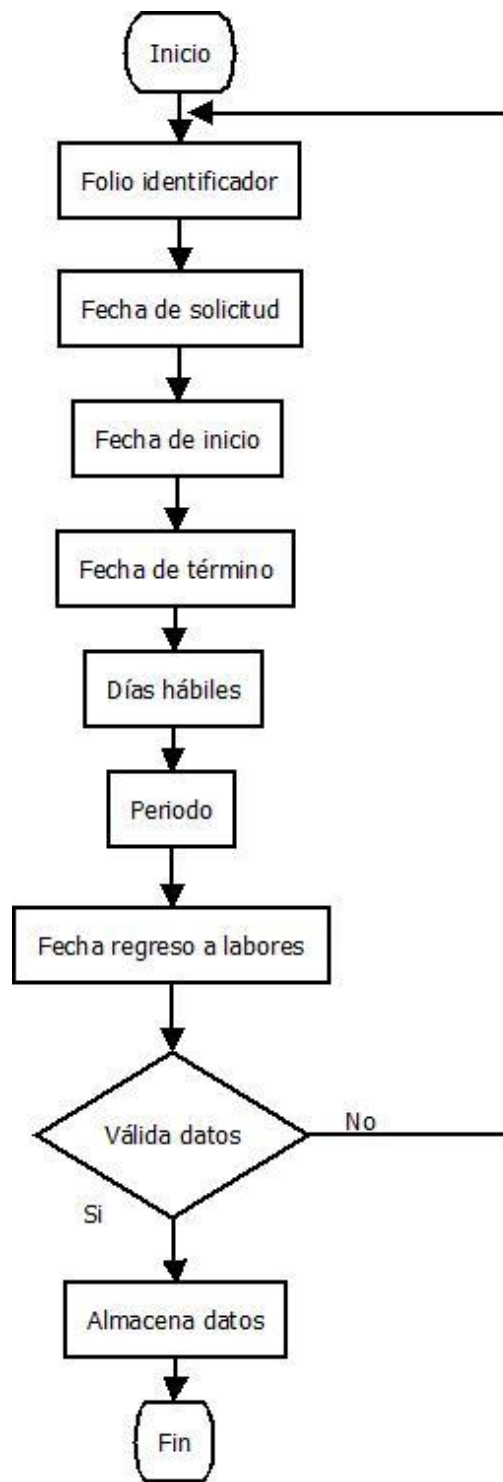 Inicio
Folio identificador
Fecha de solicitud
Fecha de inicio
Fecha de término
Días hábiles
Periodo
Fecha regreso a labores
Válida datos
No
Si
Almacena datos
Fin